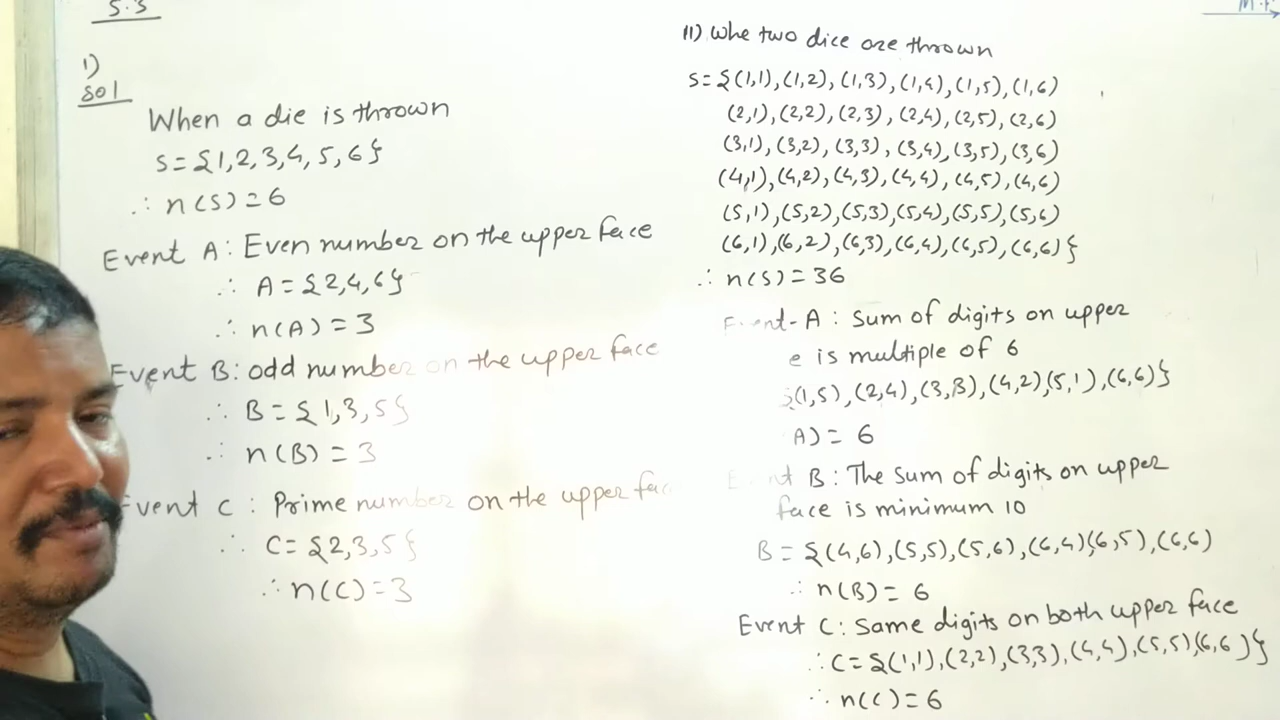 5.3
1)
sol
When a die is thrown
S = {1, 2, 3, 4, 5, 6}
∴ n(S) = 6
Event A: Even number on the upper face
∴ A = {2, 4, 6}
∴ n(A) = 3
Event B: odd number on the upper face
∴ B = {1, 3, 5}
∴ n(B) = 3
Event C: Prime number on the upper fac
∴ C = {2, 3, 5}
∴ n(C) = 3
11) Whe two dice are thrown
S = {(1,1), (1,2), (1,3), (1,4), (1,5), (1,6)
(2,1), (2,2), (2,3), (2,4), (2,5), (2,6)
(3,1), (3,2), (3,3), (3,4), (3,5), (3,6)
(4,1), (4,2), (4,3), (4,4), (4,5), (4,6)
(5,1), (5,2), (5,3), (5,4), (5,5), (5,6)
(6,1), (6,2), (6,3), (6,4), (6,5), (6,6)}
∴ n(S) = 36
Event-A: Sum of digits on upper
e is multiple of 6
{(1,5), (2,4), (3,3), (4,2), (5,1), (6,6)}
A) = 6
Event B: The sum of digits on upper
face is minimum 10
B = {(4,6), (5,5), (5,6), (6,4) (6,5), (6,6)
∴ n(B) = 6
Event C: Same digits on both upper face
∴ C = {(1,1), (2,2), (3,3), (4,4), (5,5), (6,6)}
∴ n(C) = 6